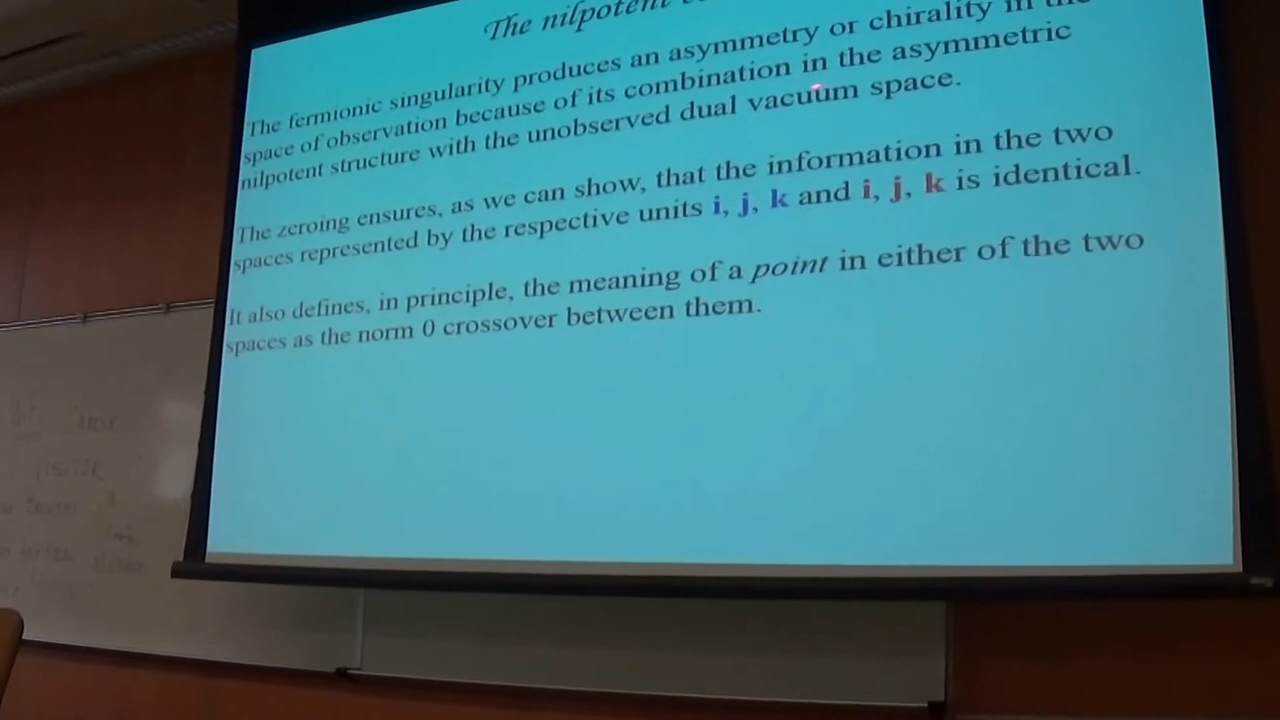 The nilpotent
The fermionic singularity produces an asymmetry or chirality in the
space of observation because of its combination in the asymmetric
nilpotent structure with the unobserved dual vacuum space.
The zeroing ensures, as we can show, that the information in the two
spaces represented by the respective units i, j, k and i, j, k is identical.
It also defines, in principle, the meaning of a point in either of the two
spaces as the norm 0 crossover between them.